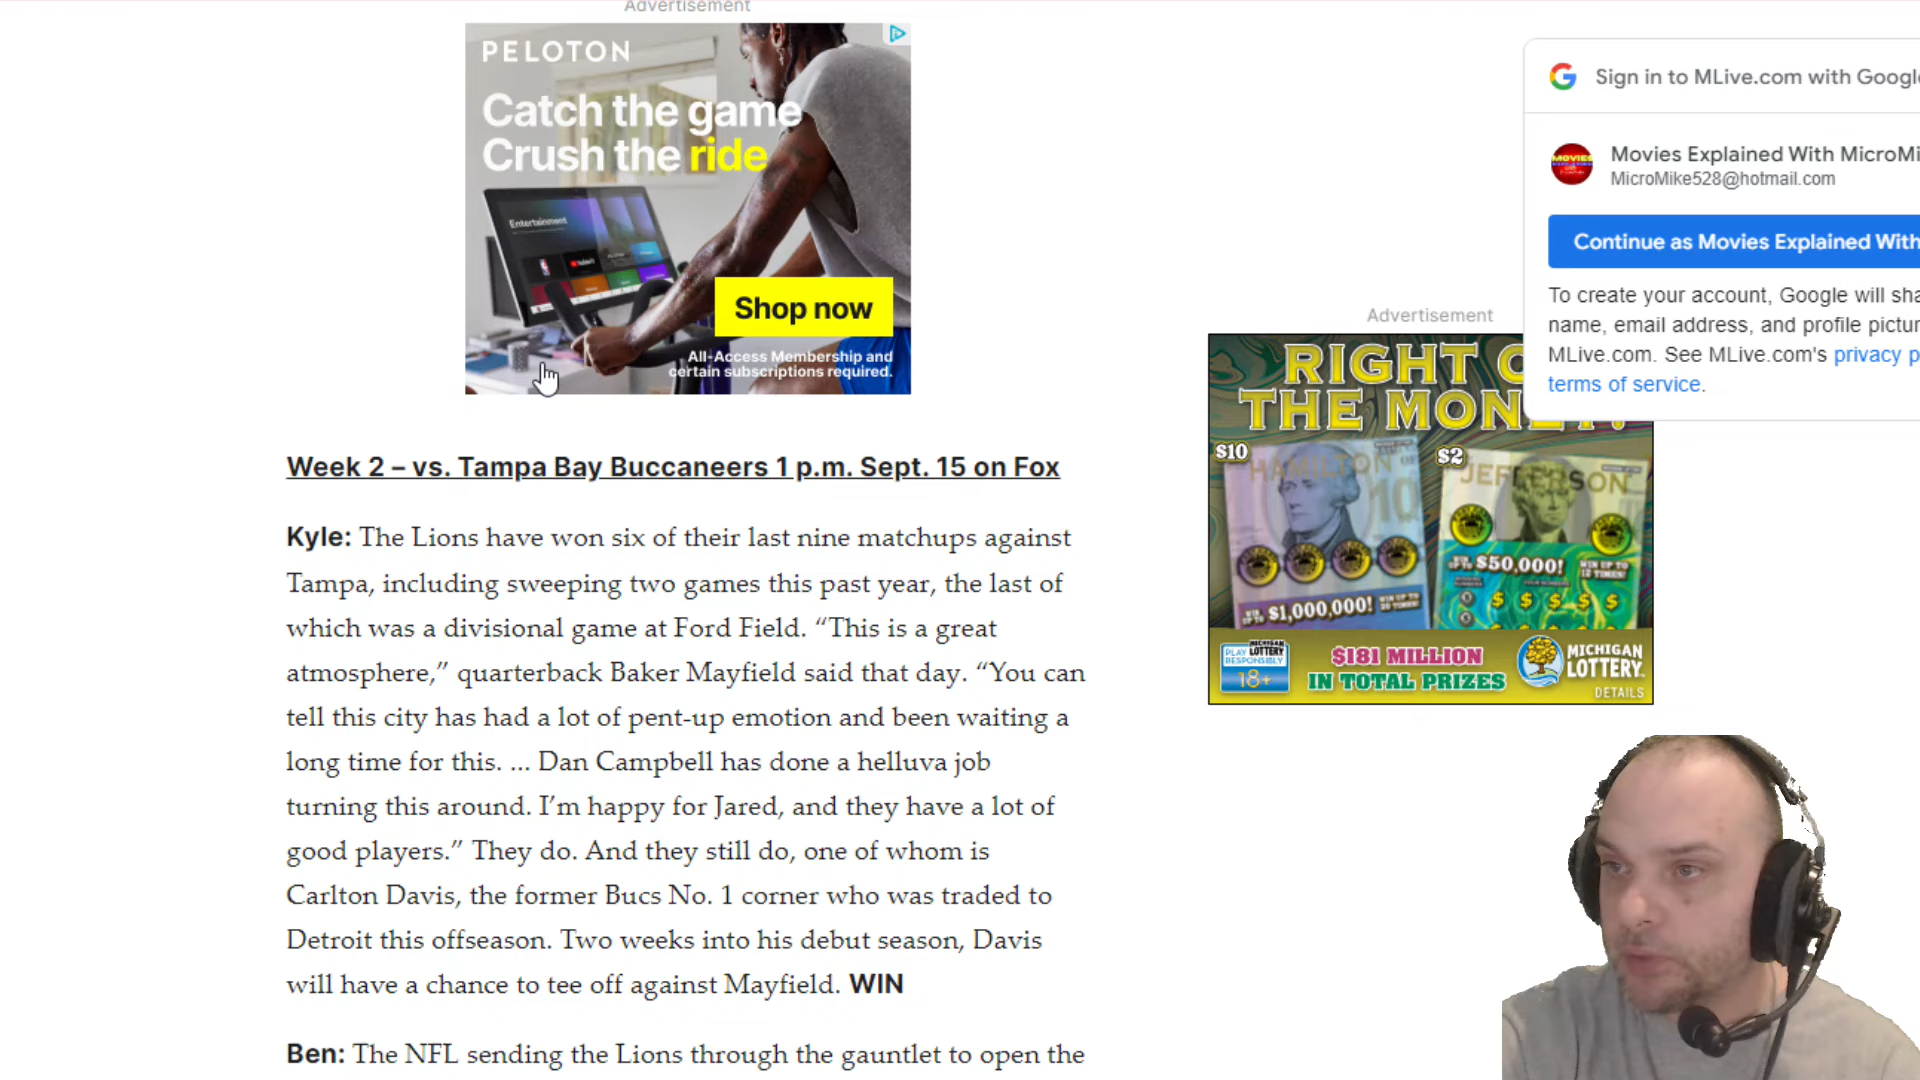 Advertisement
PELOTON
Catch the game
Crush the ride
Entertainment
Shop now
All-Access Membership and
certain subscriptions required.
Week 2 – vs. Tampa Bay Buccaneers 1 p.m. Sept. 15 on Fox
Kyle: The Lions have won six of their last nine matchups against
Tampa, including sweeping two games this past year, the last of
which was a divisional game at Ford Field. “This is a great
atmosphere,” quarterback Baker Mayfield said that day. “You can
tell this city has had a lot of pent-up emotion and been waiting a
long time for this. ... Dan Campbell has done a helluva job
turning this around. I’m happy for Jared, and they have a lot of
good players.” They do. And they still do, one of whom is
Carlton Davis, the former Bucs No. 1 corner who was traded to
Detroit this offseason. Two weeks into his debut season, Davis
will have a chance to tee off against Mayfield. WIN
Ben: The NFL sending the Lions through the gauntlet to open the
Sign in to MLive.com with Google
MOVIES
Movies Explained With MicroMi
MicroMike528@hotmail.com
Continue as Movies Explained With
To create your account, Google will sha
name, email address, and profile pictur
MLive.com. See MLive.com's privacy p
terms of service.
Advertisement
RIGHT O
THE MONEY!
$10
HAMILTON
10
$2
JEFFERSON
WIN UP TO $1,000,000! WIN UP TO
WIN UP TO $50,000! WIN UP TO 12 TIMES!
PLAY MICHIGAN LOTTERY
RESPONSIBLY
18+
$181 MILLION
IN TOTAL PRIZES
MICHIGAN
LOTTERY
DETAILS